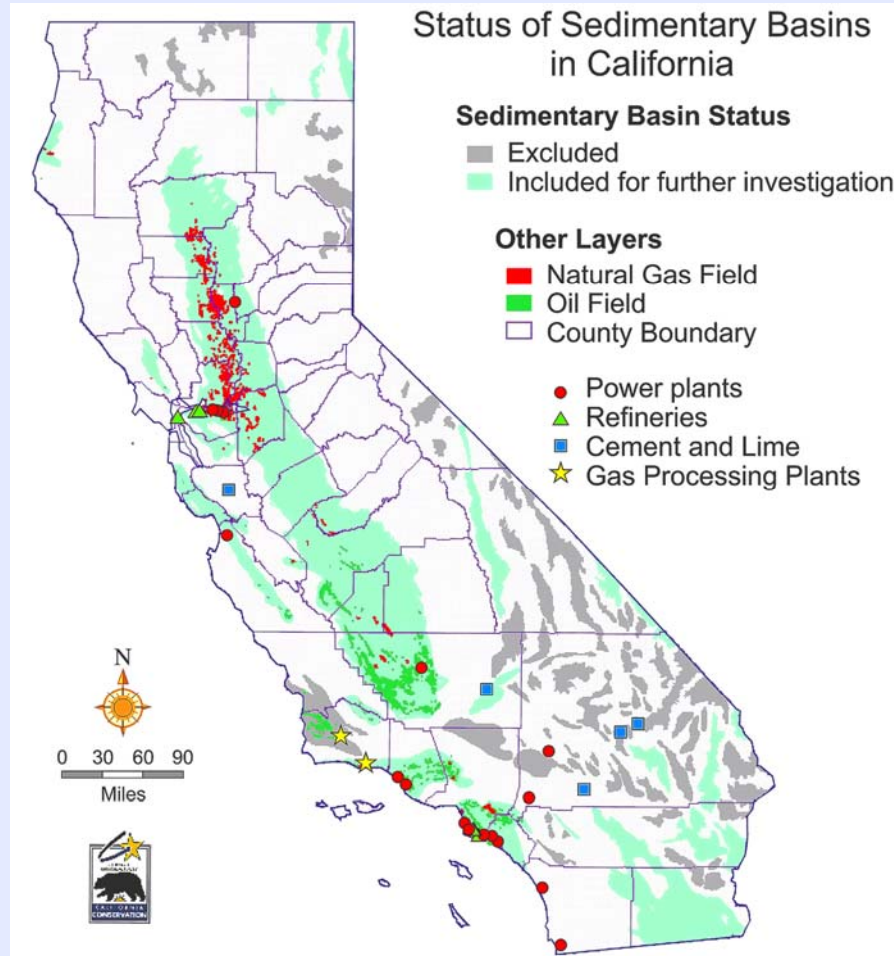 Status of Sedimentary Basins
in California
Sedimentary Basin Status
Excluded
Included for further investigation
Other Layers
Natural Gas Field
Oil Field
County Boundary
Power plants
Refineries
Cement and Lime
Gas Processing Plants
N
0 30 60 90
Miles
CALIFORNIA
CONSERVATION